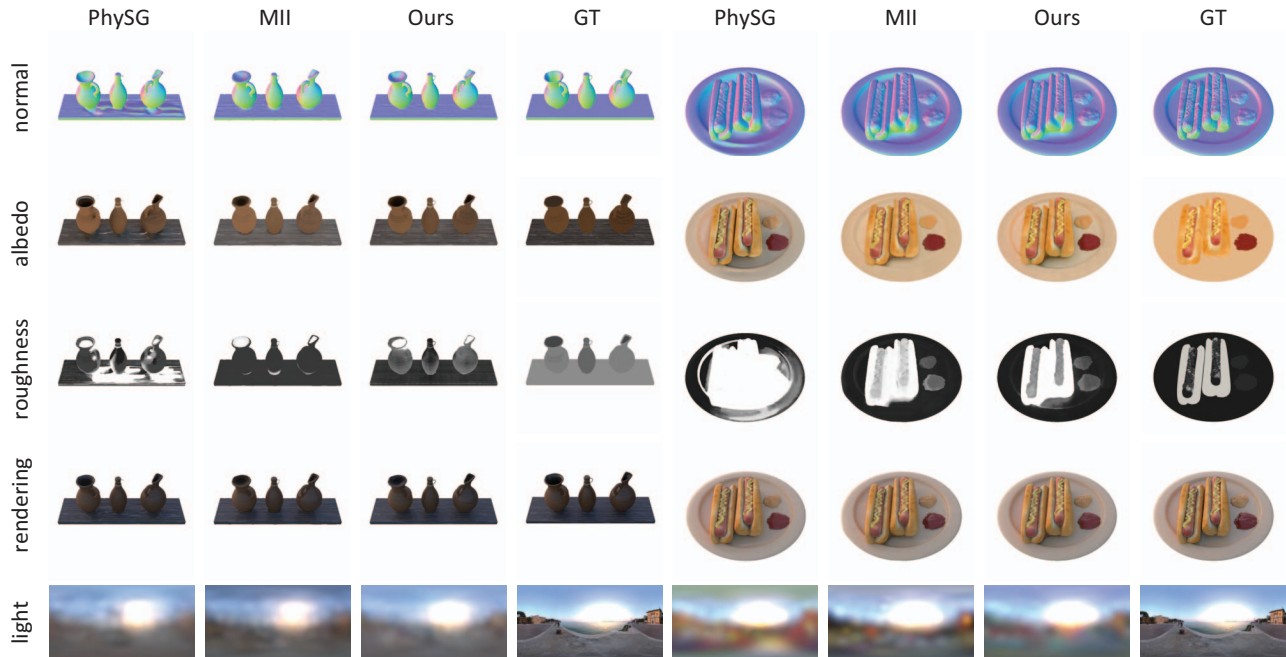 PhySG MII Ours GT PhySG MII Ours GT
normal
albedo
roughness
rendering
light